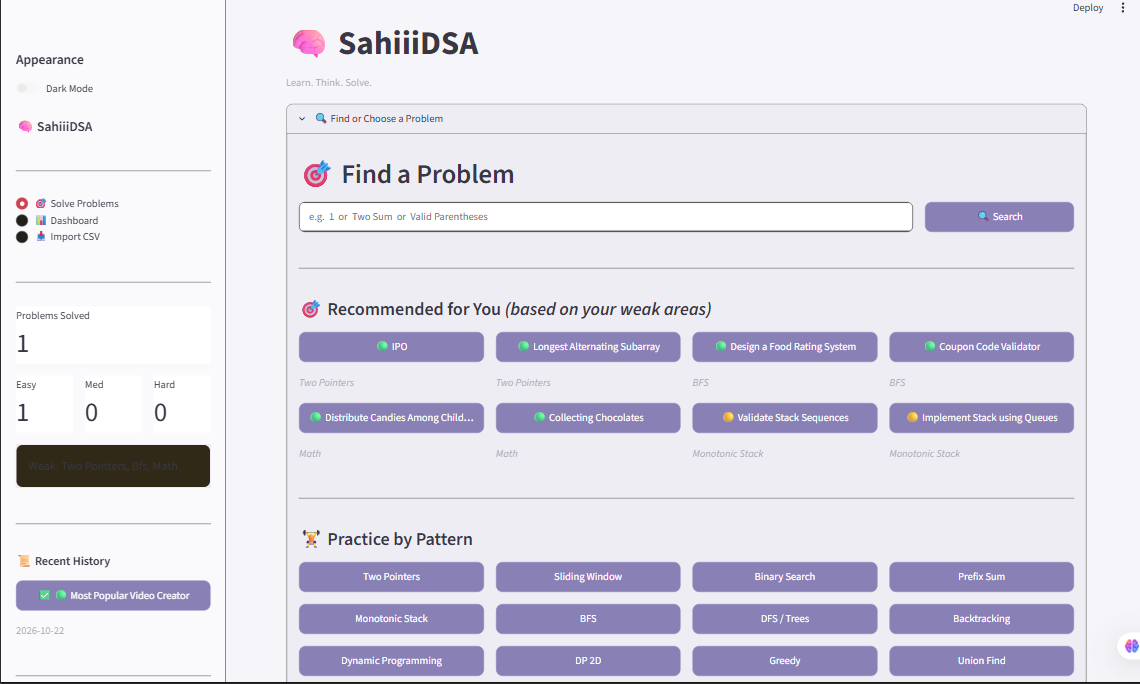 Deploy
Appearance
Dark Mode
SahiiiDSA
Solve Problems
Dashboard
Import CSV
Problems Solved
1
Easy Med Hard
1 0 0
Weak: Two Pointers, Bfs, Math
Recent History
Most Popular Video Creator
2026-10-22
SahiiiDSA
Learn. Think. Solve.
Find or Choose a Problem
Find a Problem
e.g. 1 or Two Sum or Valid Parentheses
Search
Recommended for You (based on your weak areas)
IPO Longest Alternating Subarray Design a Food Rating System Coupon Code Validator
Two Pointers Two Pointers BFS BFS
Distribute Candies Among Child... Collecting Chocolates Validate Stack Sequences Implement Stack using Queues
Math Math Monotonic Stack Monotonic Stack
Practice by Pattern
Two Pointers Sliding Window Binary Search Prefix Sum
Monotonic Stack BFS DFS / Trees Backtracking
Dynamic Programming DP 2D Greedy Union Find